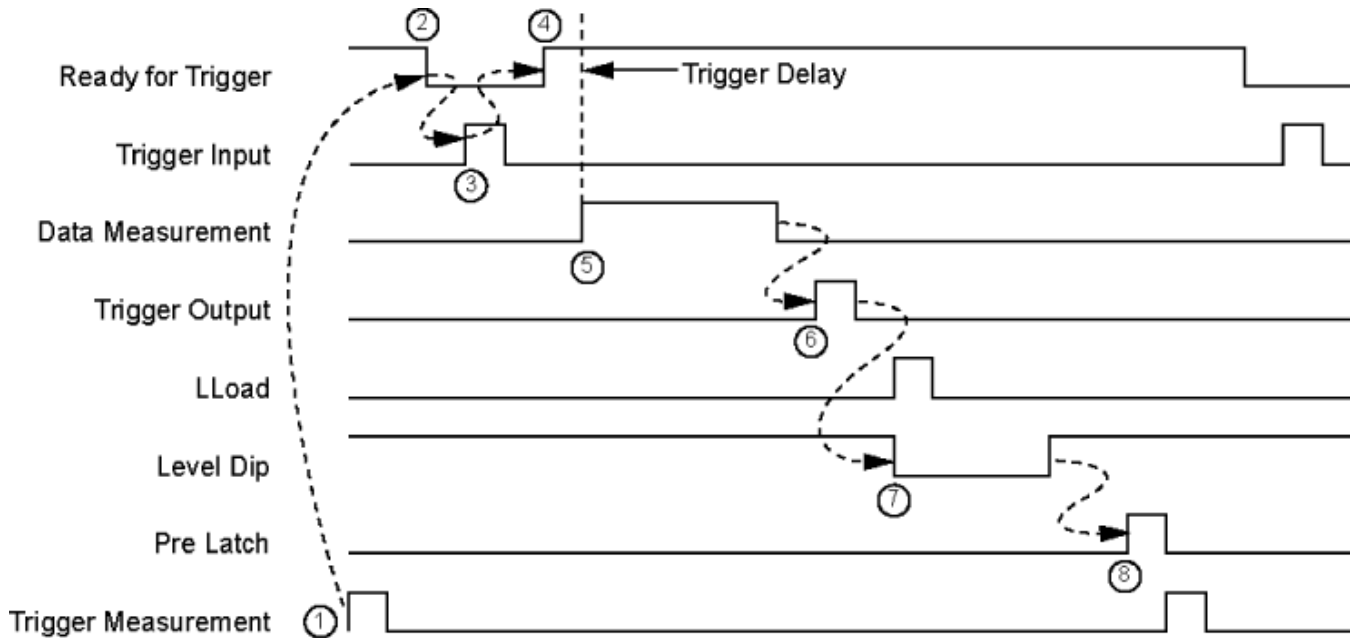 ② ④
Ready for Trigger
Trigger Delay
Trigger Input
③
Data Measurement
⑤
Trigger Output
⑥
LLoad
Level Dip
⑦
Pre Latch
⑧
① Trigger Measurement